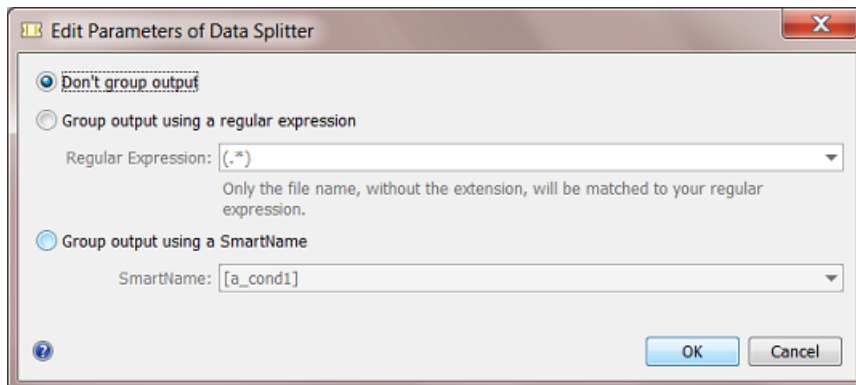 Edit Parameters of Data Splitter
Don't group output
Group output using a regular expression
Regular Expression: (.*)
Only the file name, without the extension, will be matched to your regular
expression.
Group output using a SmartName
SmartName: [a_cond1]
OK Cancel